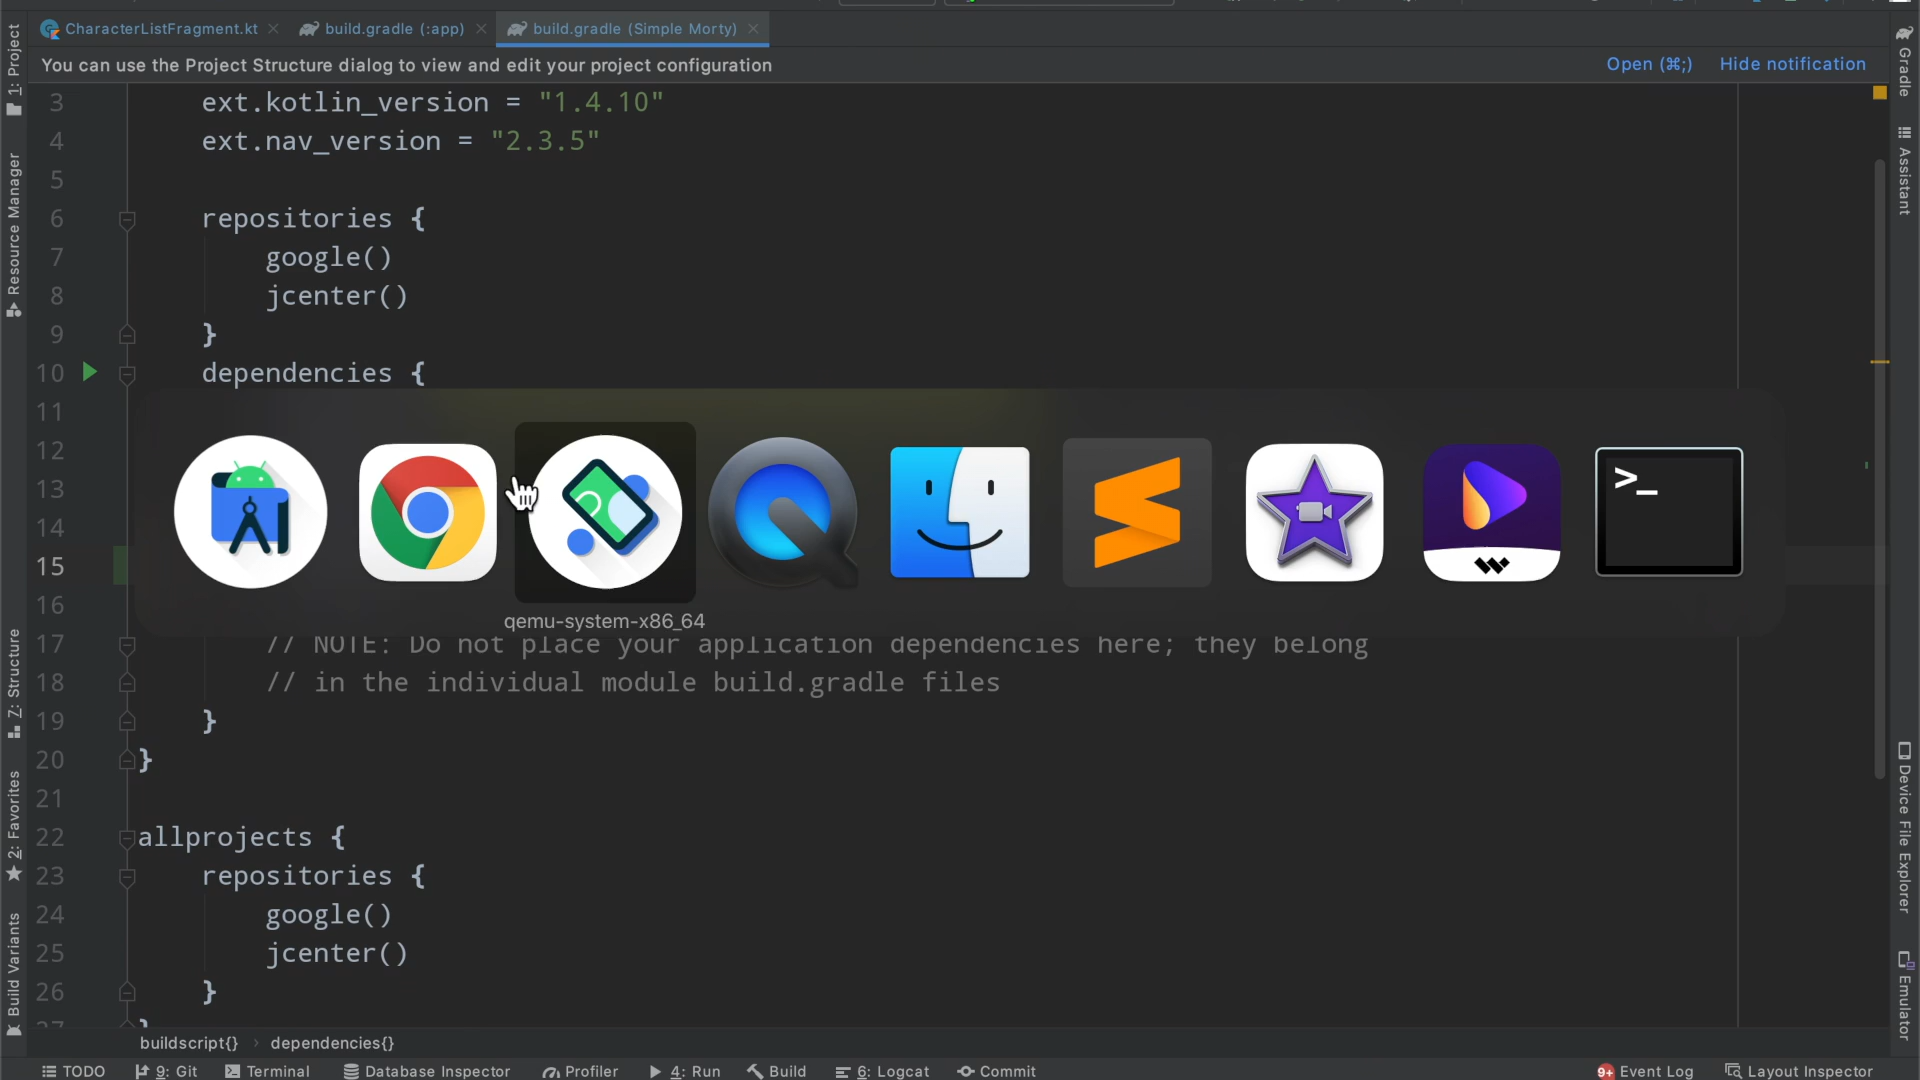 CharacterListFragment.kt
build.gradle (:app)
build.gradle (Simple Morty)
You can use the Project Structure dialog to view and edit your project configuration
Open (⌘;)
Hide notification
3 ext.kotlin_version = "1.4.10"
4 ext.nav_version = "2.3.5"
5
6 repositories {
7 google()
8 jcenter()
9 }
10 dependencies {
11
12
13
14
15
16
qemu-system-x86_64
17 // NOTE: Do not place your application dependencies here; they belong
18 // in the individual module build.gradle files
19 }
20 }
21
22 allprojects {
23 repositories {
24 google()
25 jcenter()
26 }
27 }
buildscript{} › dependencies{}
TODO
9: Git
Terminal
Database Inspector
Profiler
4: Run
Build
6: Logcat
Commit
9+ Event Log
Layout Inspector
1: Project
Resource Manager
Z: Structure
2: Favorites
Build Variants
Gradle
Assistant
Device File Explorer
Emulator
>_